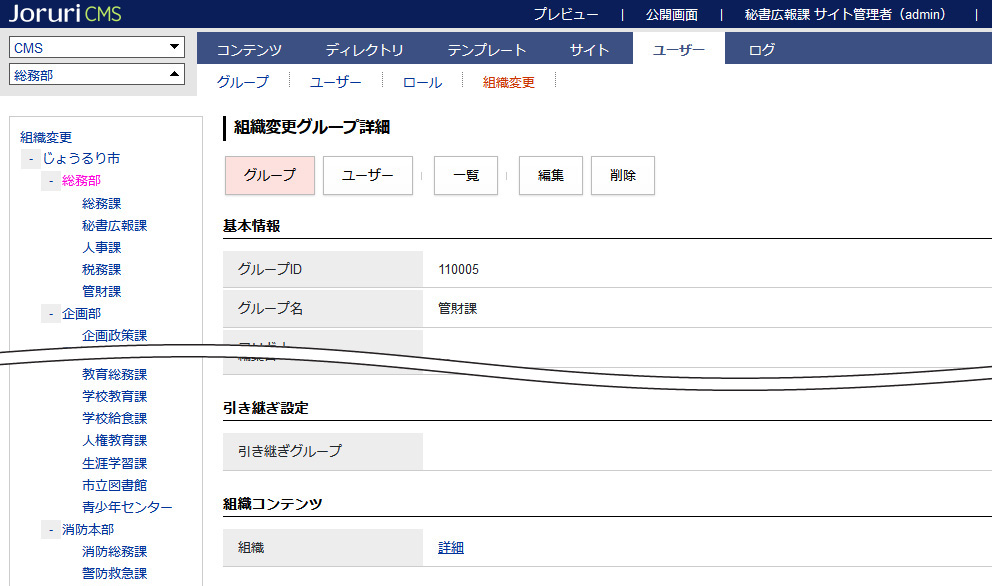 Joruri CMS
プレビュー | 公開画面 | 秘書広報課 サイト管理者（admin） |
CMS
総務部
コンテンツ ディレクトリ テンプレート サイト ユーザー ログ
グループ ユーザー ロール 組織変更
組織変更
- じょうるり市
- 総務部
総務課
秘書広報課
人事課
税務課
管財課
- 企画部
企画政策課
教育総務課
学校教育課
学校給食課
人権教育課
生涯学習課
市立図書館
青少年センター
- 消防本部
消防総務課
警防救急課
組織変更グループ詳細
グループ ユーザー 一覧 編集 削除
基本情報
グループID 110005
グループ名 管財課
引き継ぎ設定
引き継ぎグループ
組織コンテンツ
組織 詳細